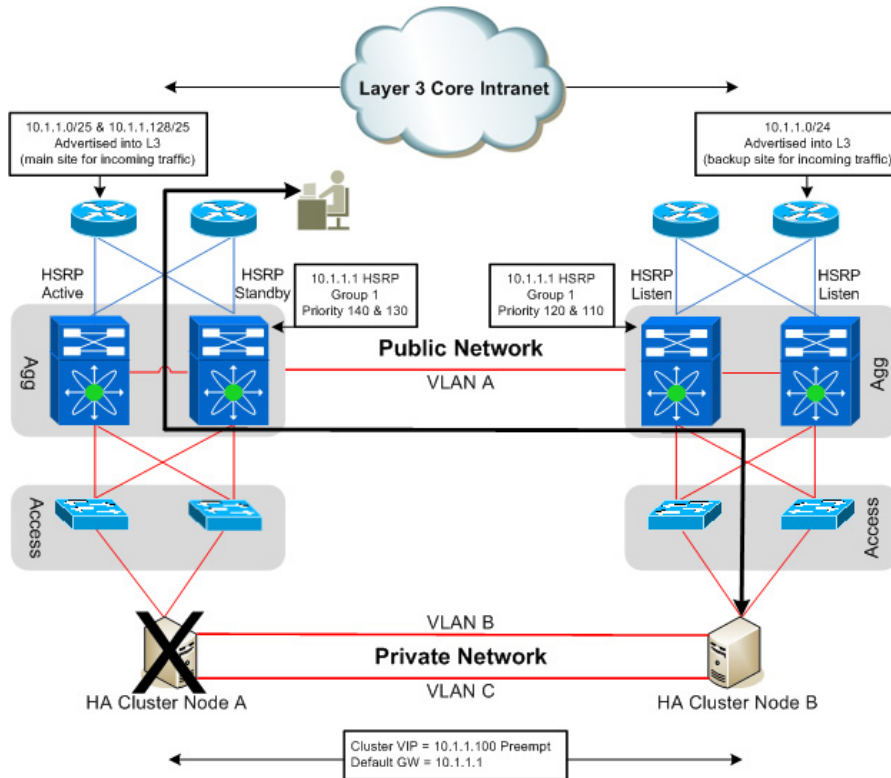 Layer 3 Core Intranet
10.1.1.0/25 & 10.1.1.128/25
Advertised into L3
(main site for incoming traffic)
10.1.1.0/24
Advertised into L3
(backup site for incoming traffic)
HSRP
Active
HSRP
Standby
10.1.1.1 HSRP
Group 1
Priority 140 & 130
10.1.1.1 HSRP
Group 1
Priority 120 & 110
HSRP
Listen
HSRP
Listen
Agg
Public Network
VLAN A
Agg
Access
Access
VLAN B
Private Network
VLAN C
HA Cluster Node A
HA Cluster Node B
Cluster VIP = 10.1.1.100 Preempt
Default GW = 10.1.1.1